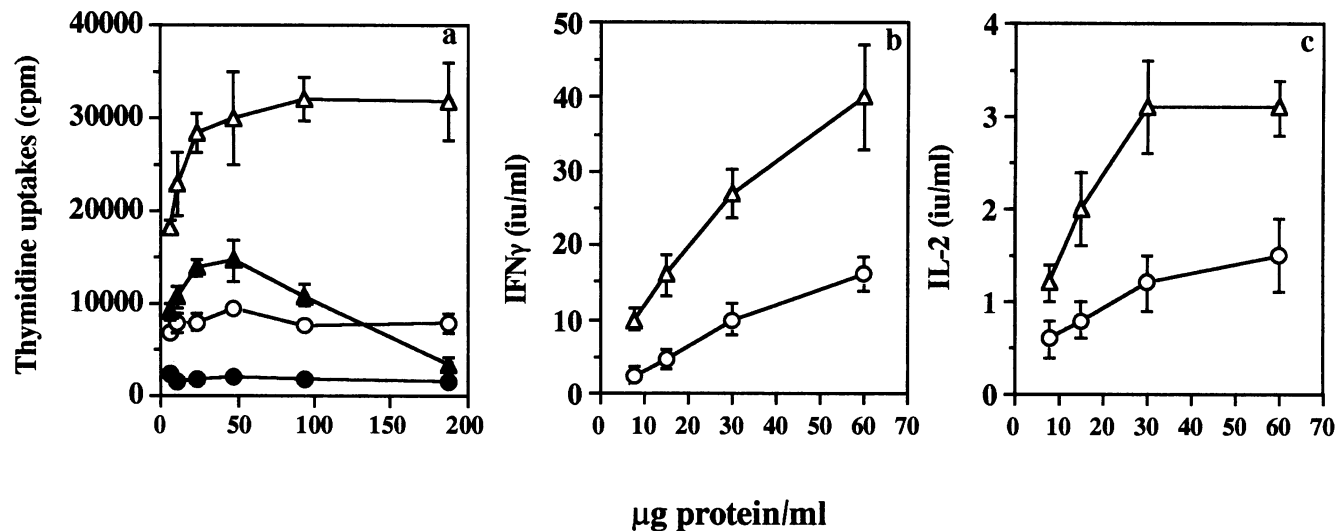 a
Thymidine uptakes (cpm)
40000
30000
20000
10000
0
0 50 100 150 200
b
IFNγ (iu/ml)
50
40
30
20
10
0
0 10 20 30 40 50 60 70
c
IL-2 (iu/ml)
4
3
2
1
0
0 10 20 30 40 50 60 70
μg protein/ml